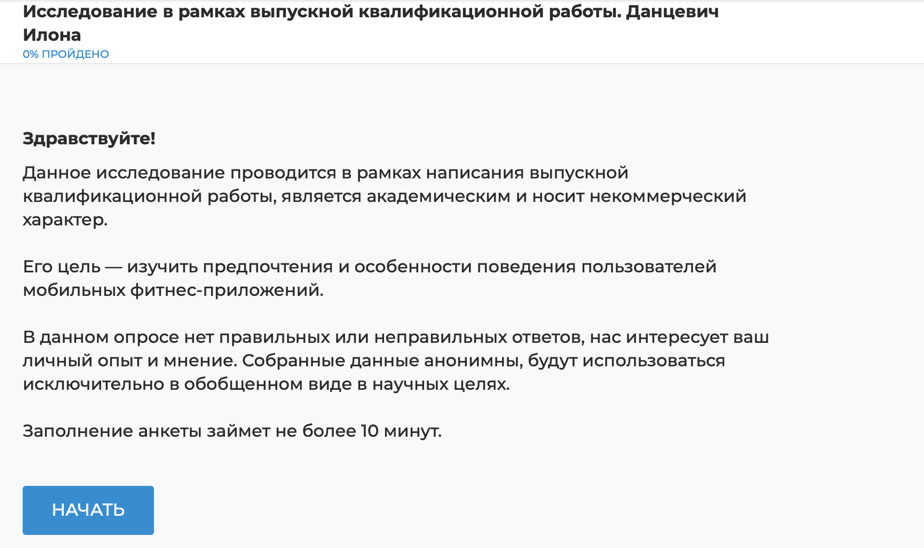 Исследование в рамках выпускной квалификационной работы. Данцевич
Илона
0% ПРОЙДЕНО
Здравствуйте!
Данное исследование проводится в рамках написания выпускной
квалификационной работы, является академическим и носит некоммерческий
характер.
Его цель — изучить предпочтения и особенности поведения пользователей
мобильных фитнес-приложений.
В данном опросе нет правильных или неправильных ответов, нас интересует ваш
личный опыт и мнение. Собранные данные анонимны, будут использоваться
исключительно в обобщенном виде в научных целях.
Заполнение анкеты займет не более 10 минут.
НАЧАТЬ